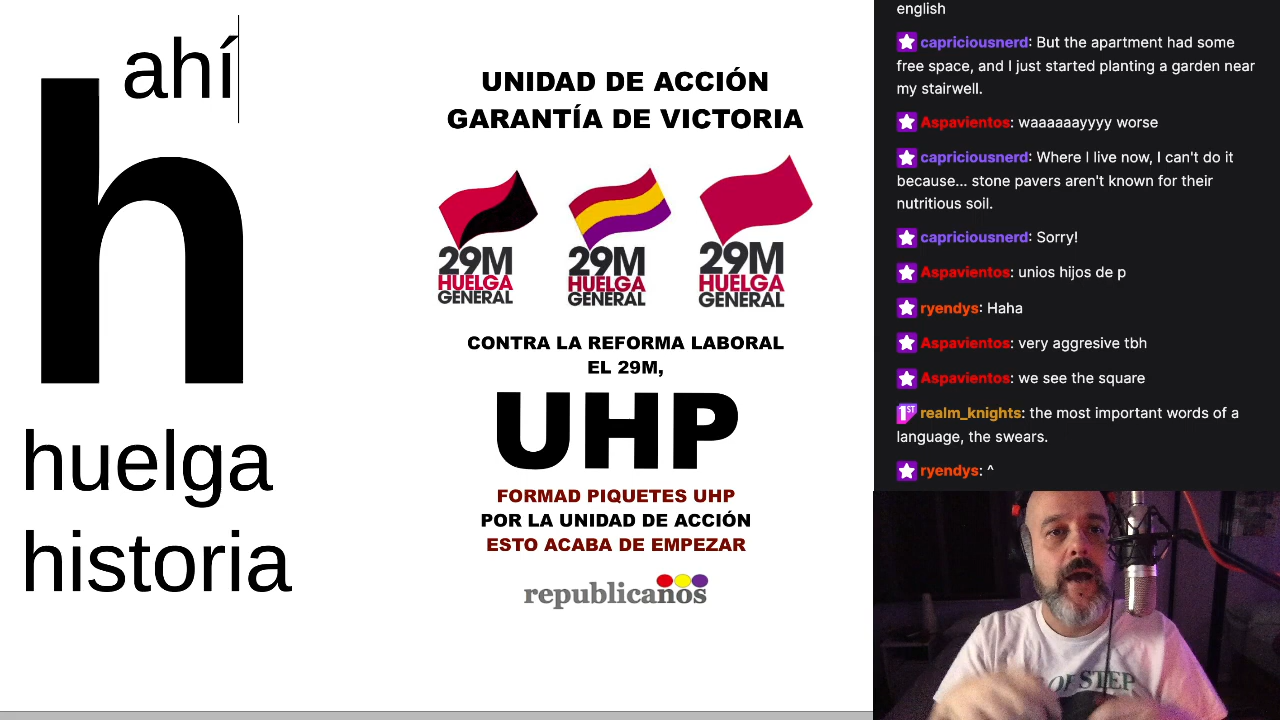 ahí
h
huelga
historia
UNIDAD DE ACCIÓN
GARANTÍA DE VICTORIA
29M
HUELGA
GENERAL
29M
HUELGA
GENERAL
29M
HUELGA
GENERAL
CONTRA LA REFORMA LABORAL
EL 29M,
UHP
FORMAD PIQUETES UHP
POR LA UNIDAD DE ACCIÓN
ESTO ACABA DE EMPEZAR
republicanos
english
capriciousnerd: But the apartment had some
free space, and I just started planting a garden near
my stairwell.
Aspavientos: waaaaaayyyy worse
capriciousnerd: Where I live now, I can't do it
because... stone pavers aren't known for their
nutritious soil.
capriciousnerd: Sorry!
Aspavientos: unios hijos de p
ryendys: Haha
Aspavientos: very aggresive tbh
Aspavientos: we see the square
1ST realm_knights: the most important words of a
language, the swears.
ryendys: ^
OF STEP